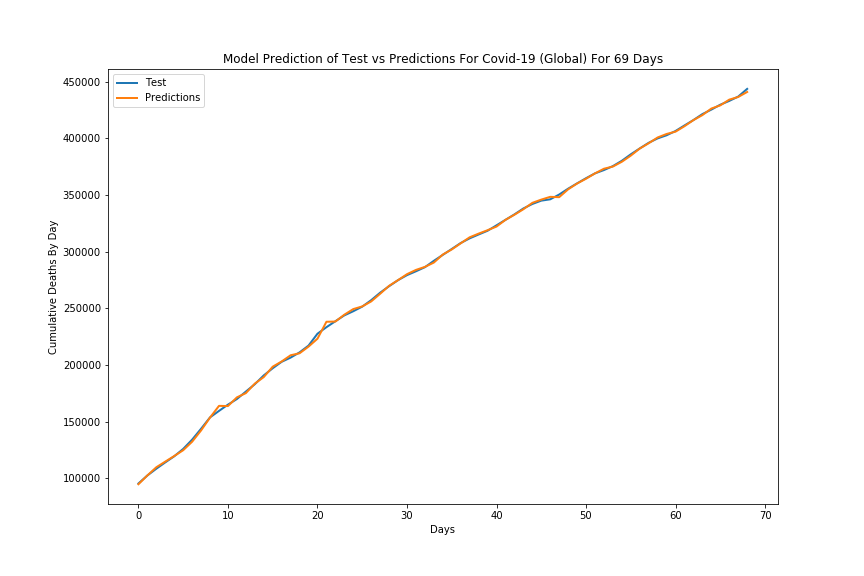 Model Prediction of Test vs Predictions For Covid-19 (Global) For 69 Days
Test
Predictions
450000
400000
350000
300000
250000
200000
150000
100000
Cumulative Deaths By Day
0 10 20 30 40 50 60 70
Days